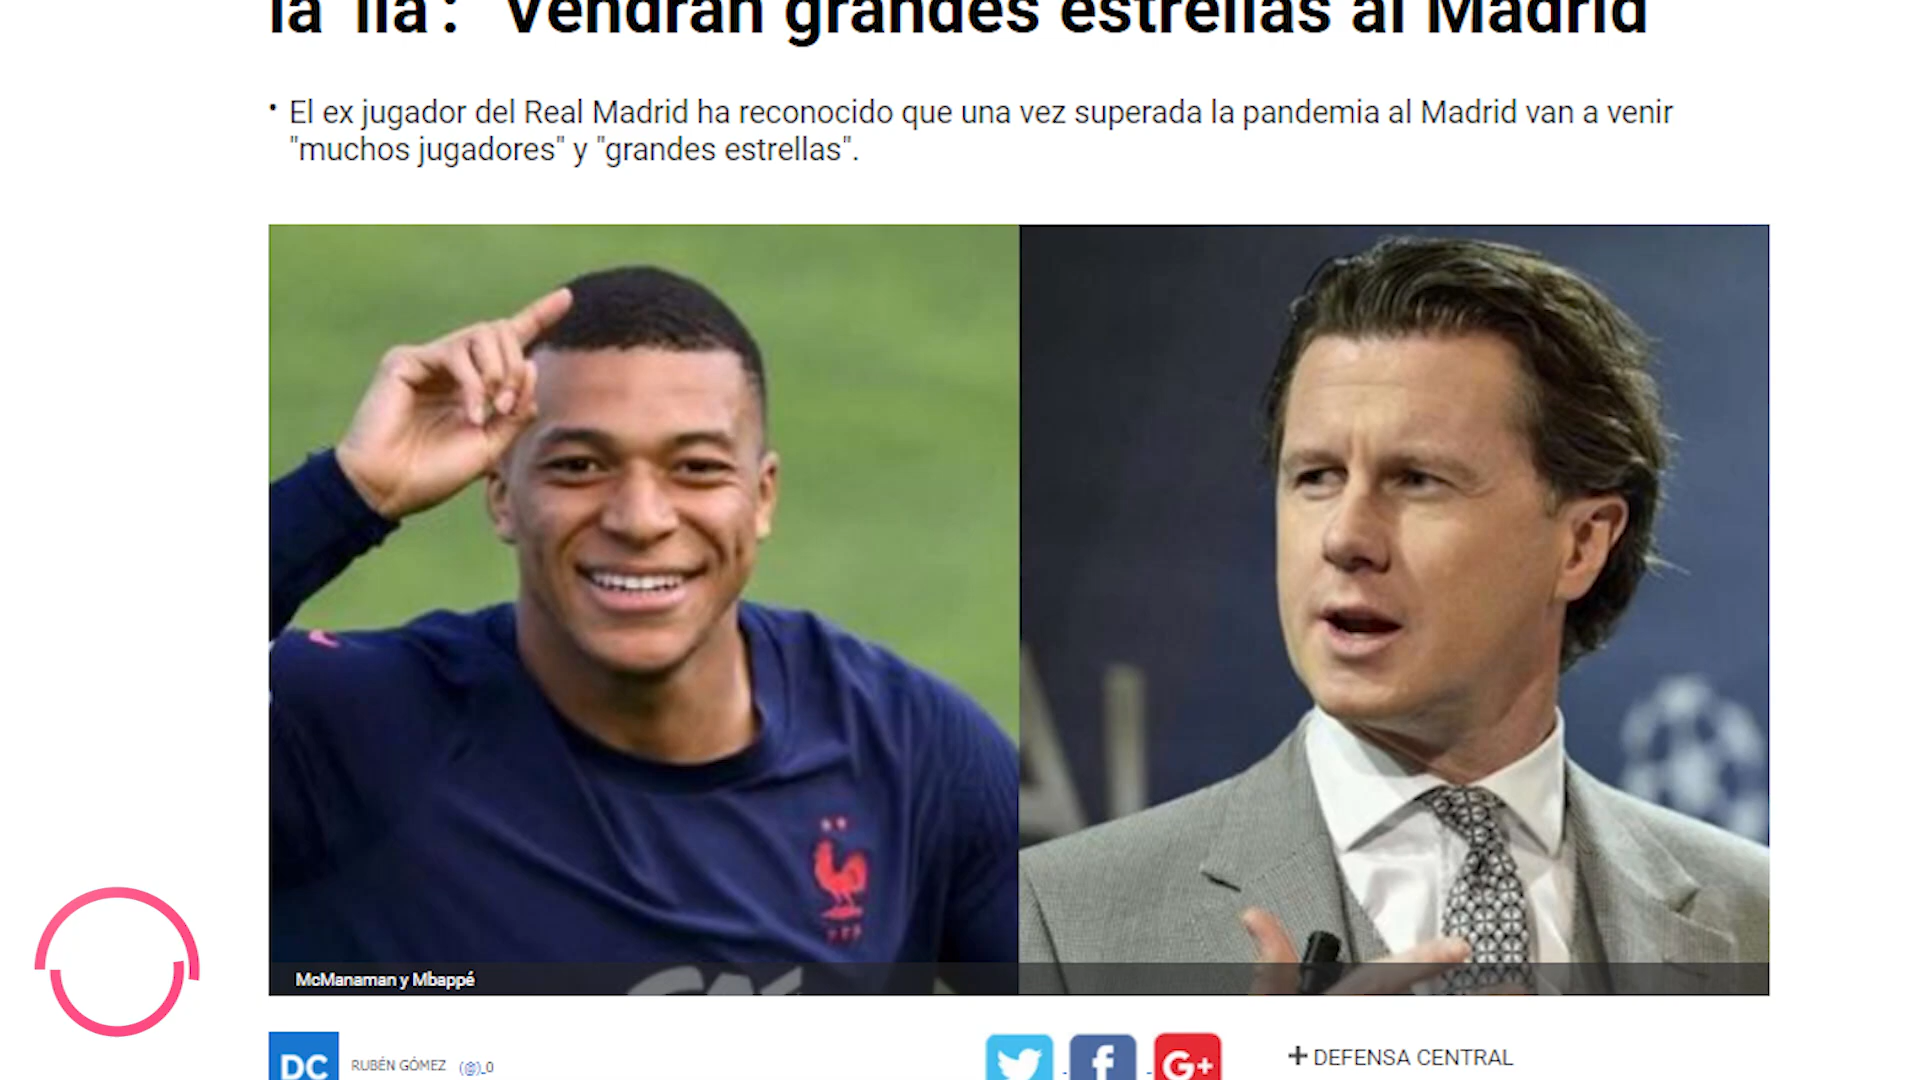 la 'lía': "Vendrán grandes estrellas al Madrid"
• El ex jugador del Real Madrid ha reconocido que una vez superada la pandemia al Madrid van a venir
"muchos jugadores" y "grandes estrellas".
McManaman y Mbappé
DC RUBÉN GÓMEZ (@) 0
G+
+ DEFENSA CENTRAL